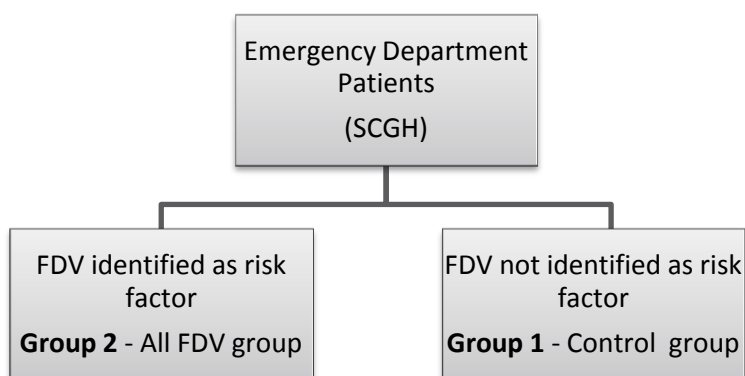 Emergency Department
Patients
(SCGH)
FDV identified as risk
factor
Group 2 - All FDV group
FDV not identified as risk
factor
Group 1 - Control group